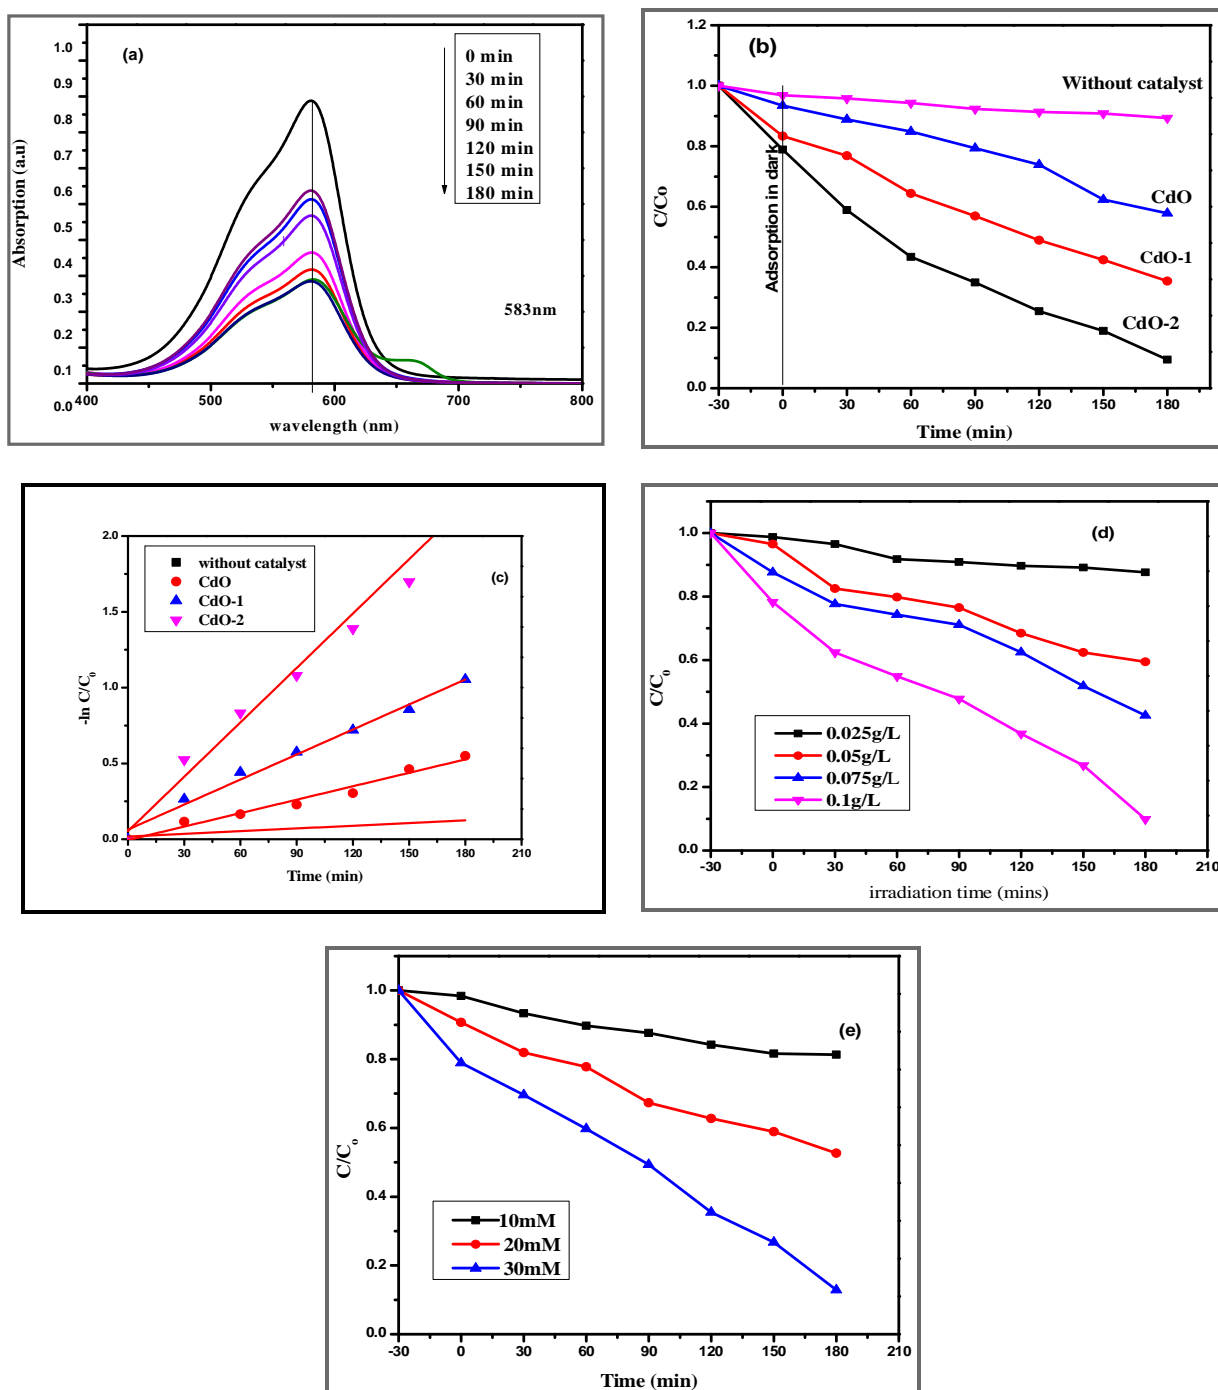 (a)
0 min
30 min
60 min
90 min
120 min
150 min
180 min
583nm
Absorption (a.u)
1.0
0.9
0.8
0.7
0.6
0.5
0.4
0.3
0.2
0.1
0.0
400 500 600 700 800
wavelength (nm)
(b)
Without catalyst
CdO
CdO-1
CdO-2
Adsorption in dark
C/Co
1.2
1.0
0.8
0.6
0.4
0.2
0.0
-30 0 30 60 90 120 150 180
Time (min)
(c)
without catalyst
CdO
CdO-1
CdO-2
-ln C/C0
2.0
1.5
1.0
0.5
0.0
0 30 60 90 120 150 180 210
Time (min)
(d)
0.025g/L
0.05g/L
0.075g/L
0.1g/L
C/C0
1.0
0.8
0.6
0.4
0.2
0.0
-30 0 30 60 90 120 150 180 210
irradiation time (mins)
(e)
10mM
20mM
30mM
C/Co
1.0
0.8
0.6
0.4
0.2
0.0
-30 0 30 60 90 120 150 180 210
Time (min)